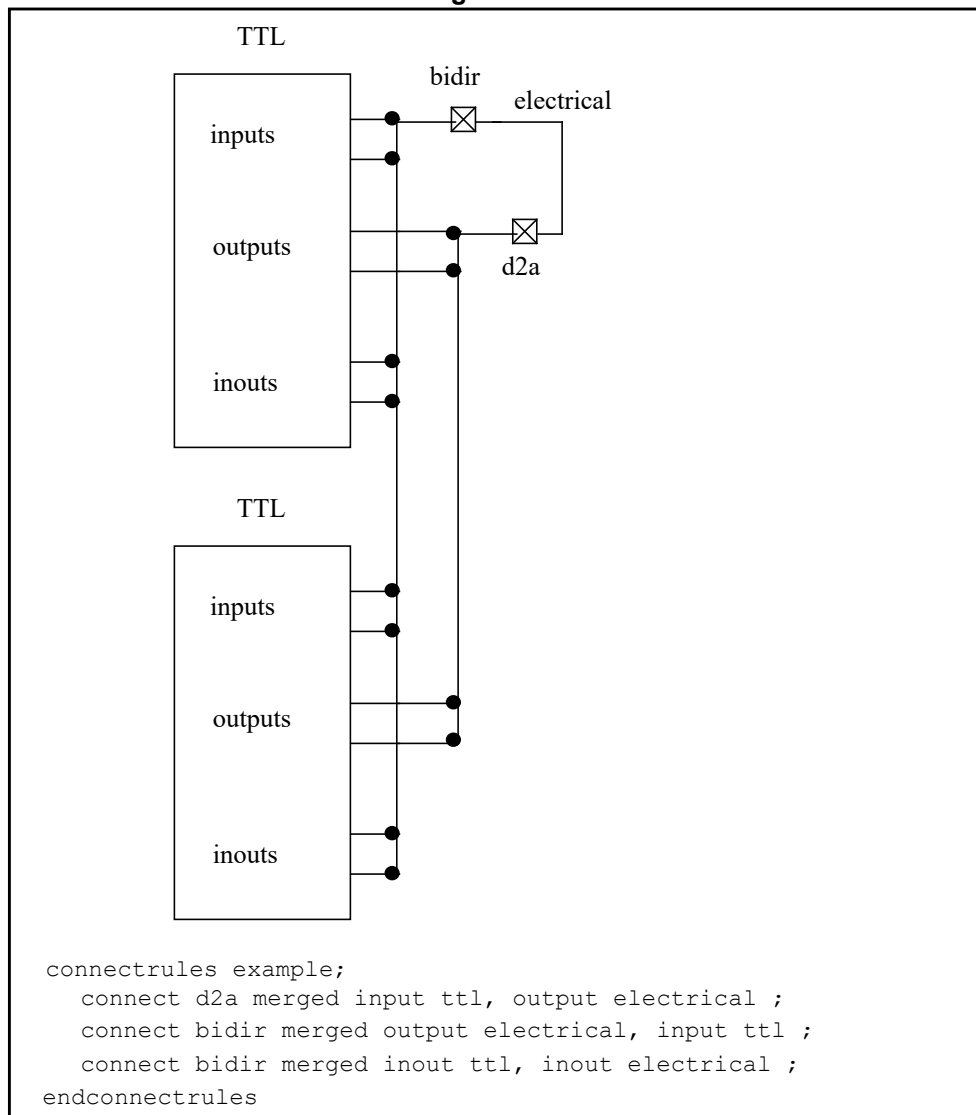 TTL
bidir
electrical
inputs
outputs
d2a
inouts
TTL
inputs
outputs
inouts
connectrules example;
connect d2a merged input ttl, output electrical ;
connect bidir merged output electrical, input ttl ;
connect bidir merged inout ttl, inout electrical ;
endconnectrules